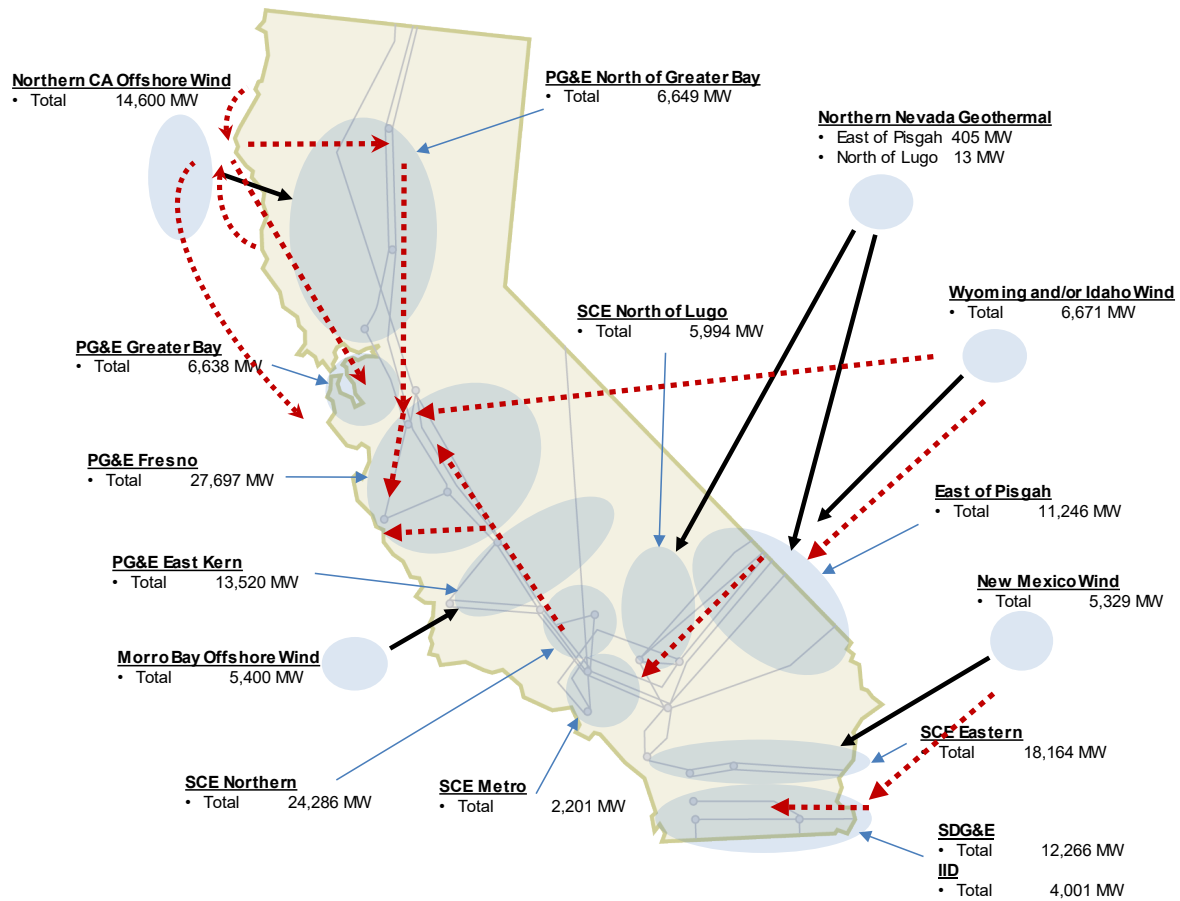 Northern CA Offshore Wind
• Total 14,600 MW
PG&E North of Greater Bay
• Total 6,649 MW
Northern Nevada Geothermal
• East of Pisgah 405 MW
• North of Lugo 13 MW
SCE North of Lugo
• Total 5,994 MW
Wyoming and/or Idaho Wind
• Total 6,671 MW
PG&E Greater Bay
• Total 6,638 MW
PG&E Fresno
• Total 27,697 MW
East of Pisgah
• Total 11,246 MW
PG&E East Kern
• Total 13,520 MW
New Mexico Wind
• Total 5,329 MW
Morro Bay Offshore Wind
• Total 5,400 MW
SCE Eastern
• Total 18,164 MW
SCE Northern
• Total 24,286 MW
SCE Metro
• Total 2,201 MW
SDG&E
• Total 12,266 MW
IID
• Total 4,001 MW